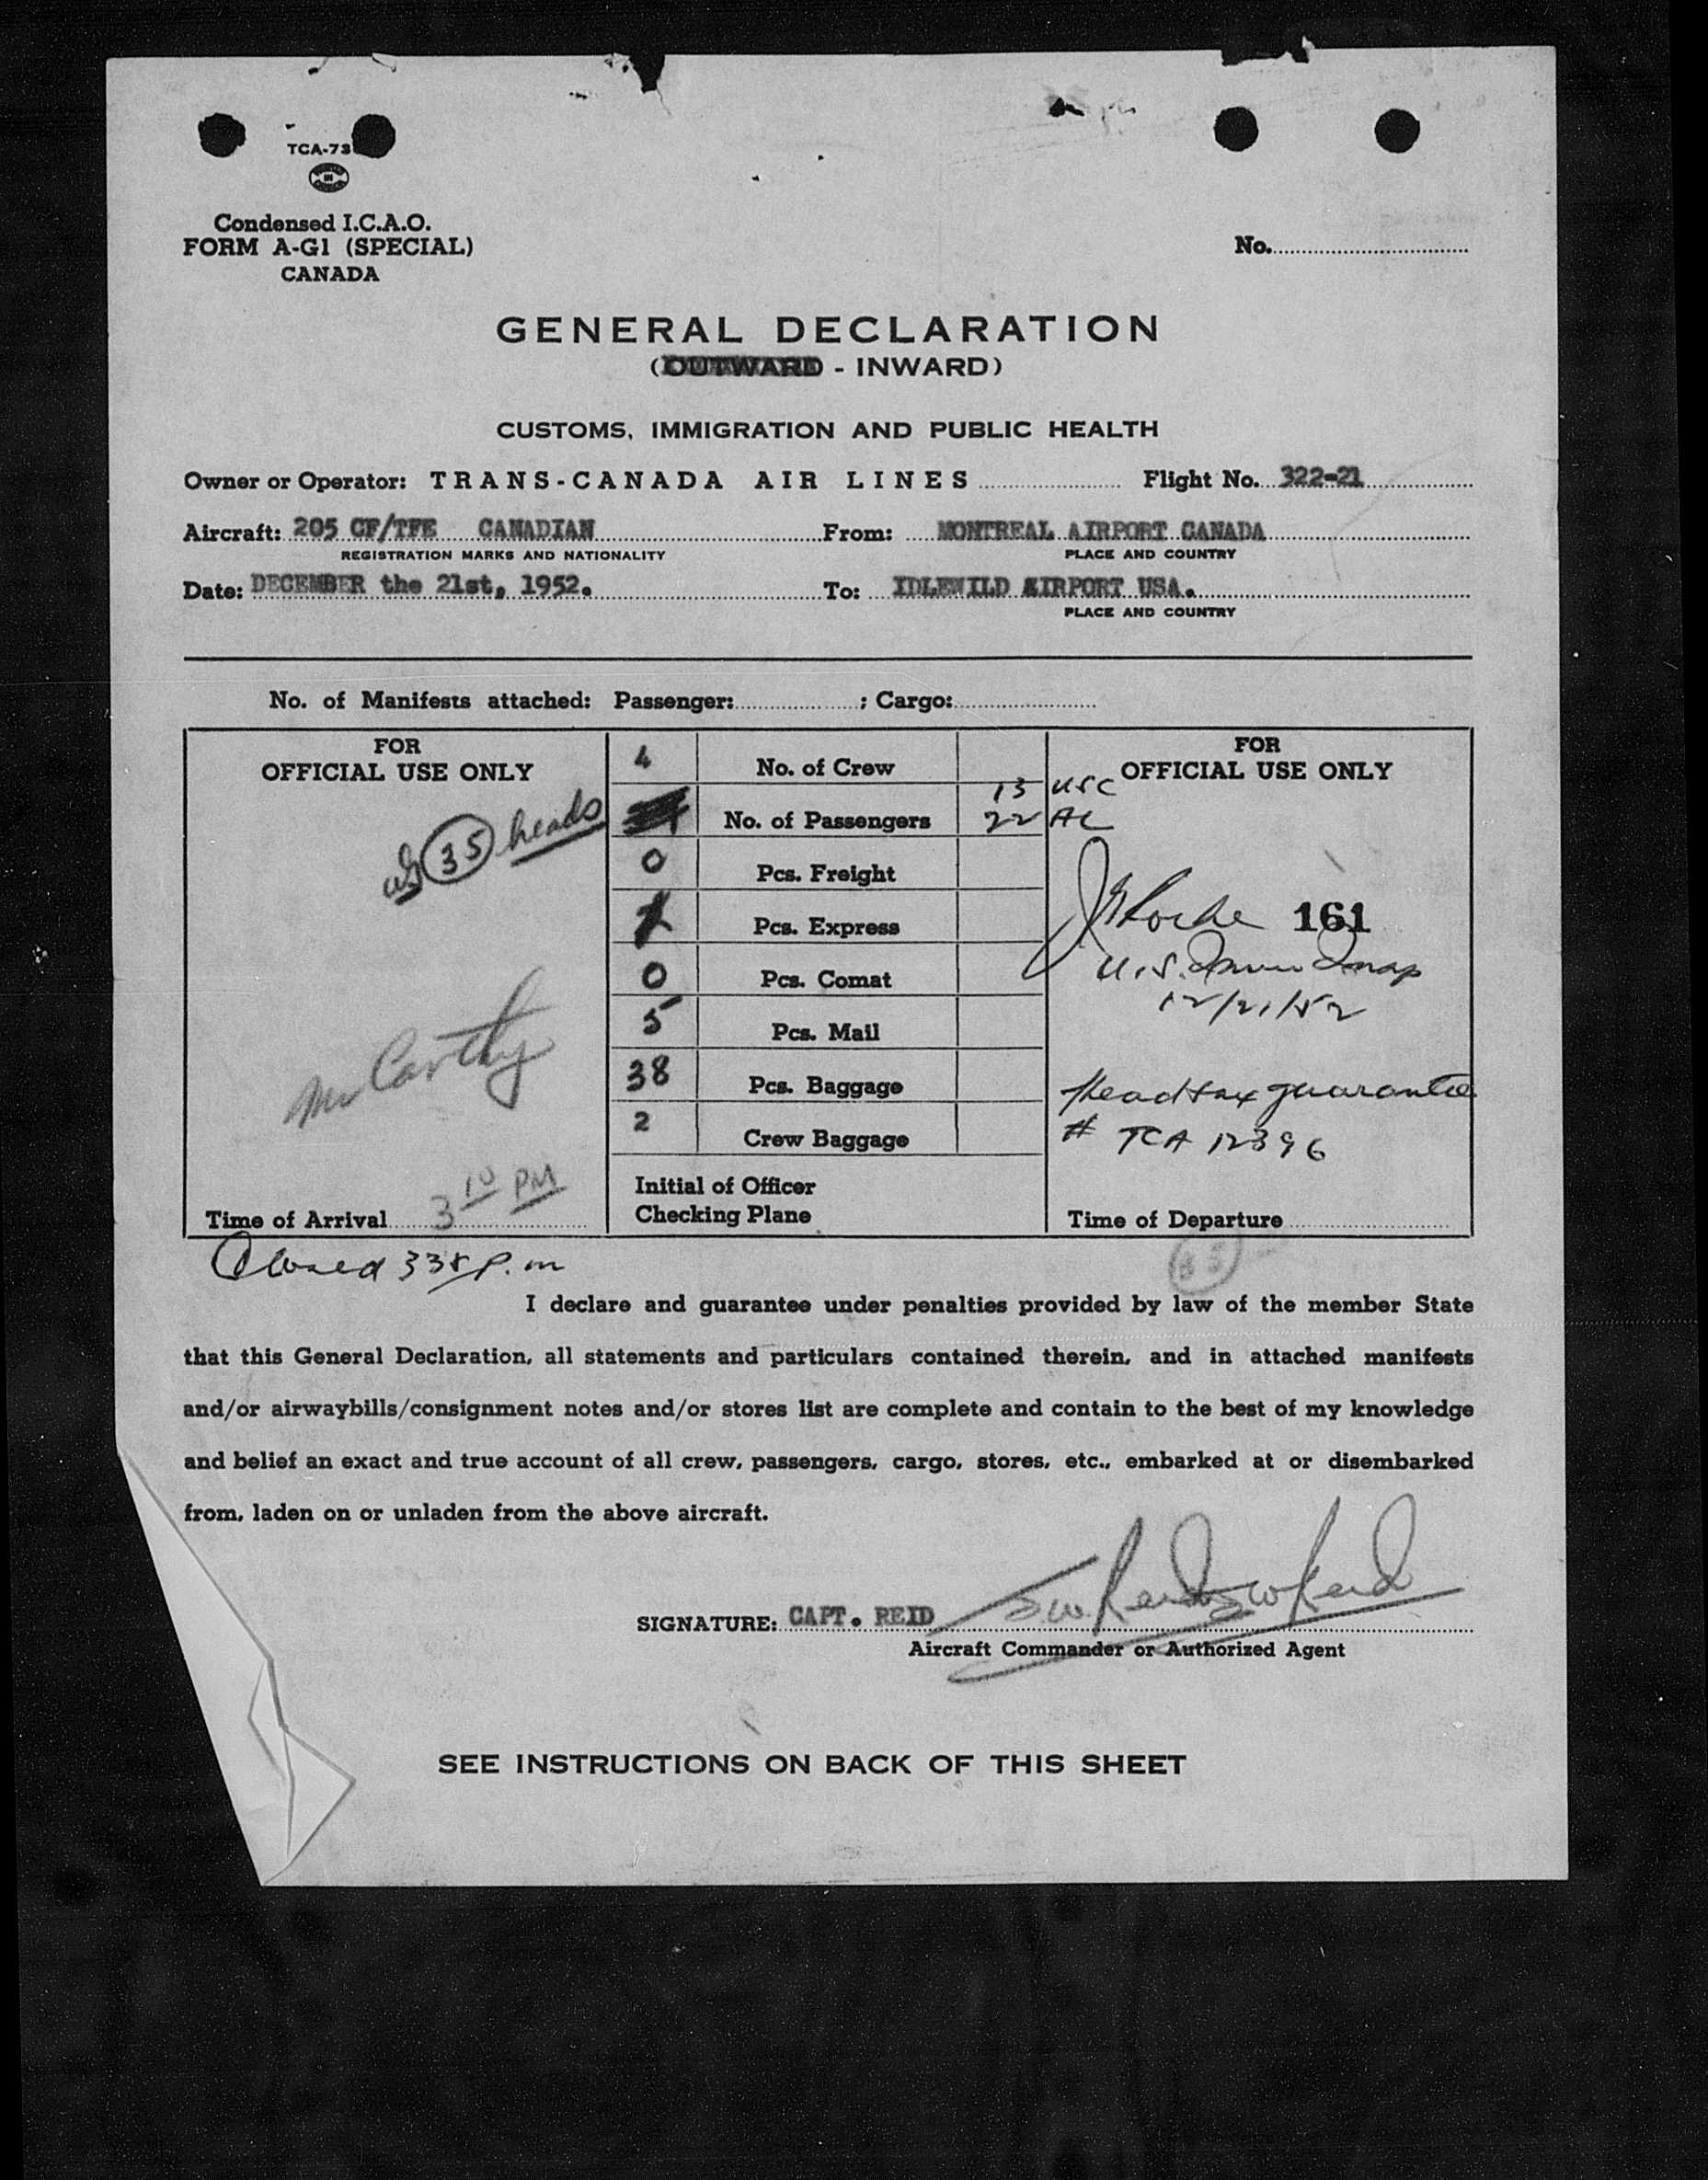 TCA-73
Condensed I.C.A.O.
FORM A-G1 (SPECIAL)
CANADA
No.
GENERAL DECLARATION
(OUTWARD - INWARD)
CUSTOMS, IMMIGRATION AND PUBLIC HEALTH
Owner or Operator: TRANS-CANADA AIR LINES Flight No. 322-21
Aircraft: 205 CF/TFE CANADIAN From: MONTREAL AIRPORT CANADA
REGISTRATION MARKS AND NATIONALITY PLACE AND COUNTRY
Date: DECEMBER the 21st, 1952. To: IDLEWILD AIRPORT USA.
PLACE AND COUNTRY
No. of Manifests attached: Passenger: ; Cargo:
FOR
OFFICIAL USE ONLY
35 heads
McCarthy
Time of Arrival 3 10 PM
4 No. of Crew
No. of Passengers
13 USC
22 AL
0 Pcs. Freight
Pcs. Express
0 Pcs. Comat
5 Pcs. Mail
38 Pcs. Baggage
2 Crew Baggage
Initial of Officer
Checking Plane
FOR
OFFICIAL USE ONLY
161
U.S.
12/21/52
Headtax guarantee
# TCA 12396
Time of Departure
Closed 338 P.m
I declare and guarantee under penalties provided by law of the member State
that this General Declaration, all statements and particulars contained therein, and in attached manifests
and/or airwaybills/consignment notes and/or stores list are complete and contain to the best of my knowledge
and belief an exact and true account of all crew, passengers, cargo, stores, etc., embarked at or disembarked
from, laden on or unladen from the above aircraft.
SIGNATURE: CAPT. REID
Aircraft Commander or Authorized Agent
SEE INSTRUCTIONS ON BACK OF THIS SHEET